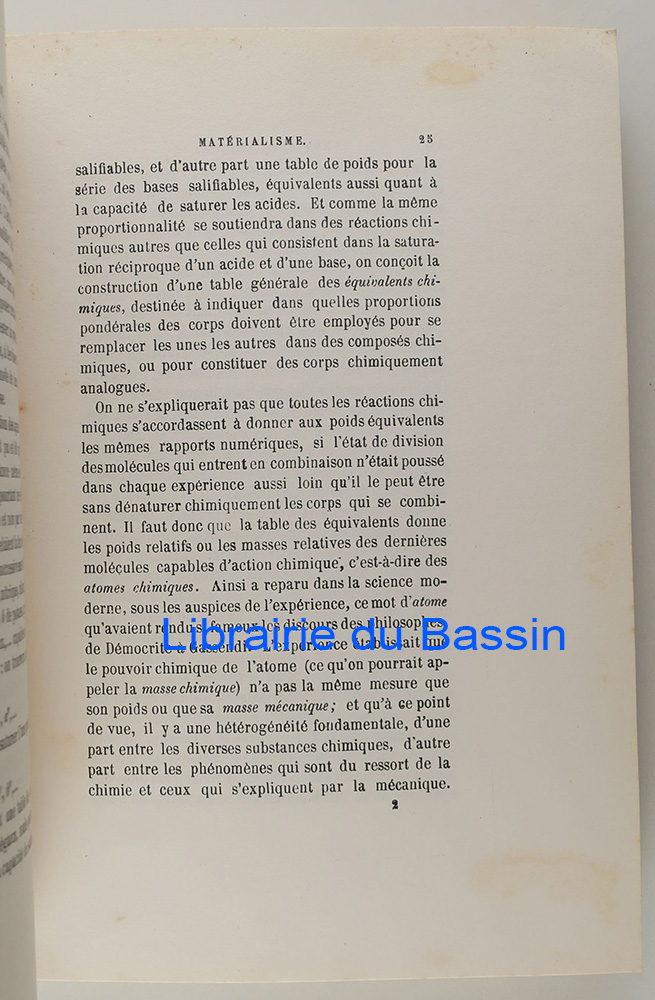 MATÉRIALISME. 25
salifiables, et d'autre part une table de poids pour la
série des bases salifiables, équivalents aussi quant à
la capacité de saturer les acides. Et comme la même
proportionnalité se soutiendra dans des réactions chi-
miques autres que celles qui consistent dans la satura-
tion réciproque d'un acide et d'une base, on conçoit la
construction d'une table générale des équivalents chi-
miques, destinée à indiquer dans quelles proportions
pondérales des corps doivent être employés pour se
remplacer les unes les autres dans des composés chi-
miques, ou pour constituer des corps chimiquement
analogues.
On ne s'expliquerait pas que toutes les réactions chi-
miques s'accordassent à donner aux poids équivalents
les mêmes rapports numériques, si l'état de division
des molécules qui entrent en combinaison n'était poussé
dans chaque expérience aussi loin qu'il le peut être
sans dénaturer chimiquement les corps qui se combi-
nent. Il faut donc que la table des équivalents donne
les poids relatifs ou les masses relatives des dernières
molécules capables d'action chimique, c'est-à-dire des
atomes chimiques. Ainsi a reparu dans la science mo-
derne, sous les auspices de l'expérience, ce mot d'atome
qu'avaient rendus fameux les discours des philosophes,
Librairie du Bassin
de Démocrite à Gassendi. L'expérience établissait que
le pouvoir chimique de l'atome (ce qu'on pourrait ap-
peler la masse chimique) n'a pas la même mesure que
son poids ou que sa masse mécanique; et qu'à ce point
de vue, il y a une hétérogénéité fondamentale, d'une
part entre les diverses substances chimiques, d'autre
part entre les phénomènes qui sont du ressort de la
chimie et ceux qui s'expliquent par la mécanique.
2